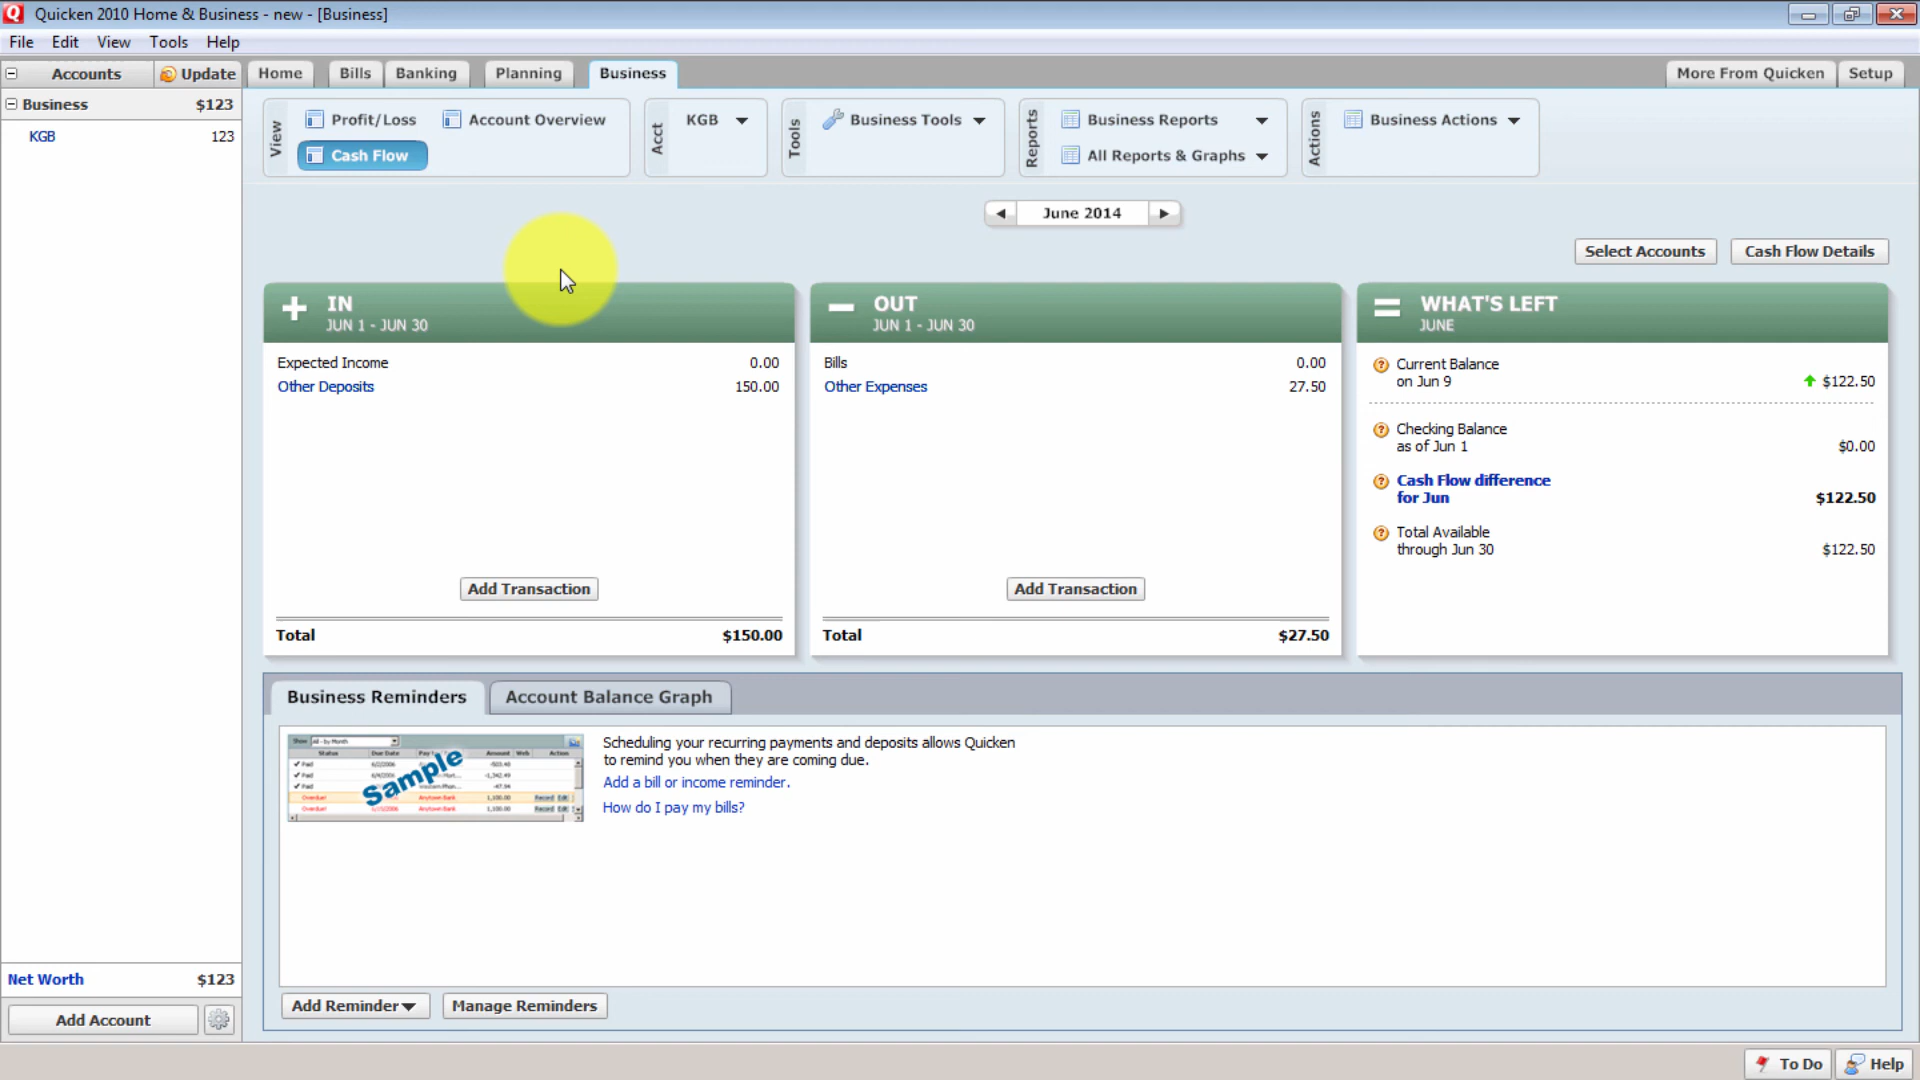 Quicken 2010 Home & Business - new - [Business]
File Edit View Tools Help
Accounts Update Home Bills Banking Planning Business More From Quicken Setup
Business $123
KGB 123
View Profit/Loss Account Overview
Cash Flow
Acct KGB
Tools Business Tools
Reports Business Reports
All Reports & Graphs
Actions Business Actions
June 2014
Select Accounts Cash Flow Details
IN
JUN 1 - JUN 30
Expected Income 0.00
Other Deposits 150.00
Add Transaction
Total $150.00
OUT
JUN 1 - JUN 30
Bills 0.00
Other Expenses 27.50
Add Transaction
Total $27.50
WHAT'S LEFT
JUNE
Current Balance
on Jun 9 $122.50
Checking Balance
as of Jun 1 $0.00
Cash Flow difference
for Jun $122.50
Total Available
through Jun 30 $122.50
Business Reminders Account Balance Graph
Sample
Scheduling your recurring payments and deposits allows Quicken
to remind you when they are coming due.
Add a bill or income reminder.
How do I pay my bills?
Add Reminder Manage Reminders
Net Worth $123
Add Account
To Do Help